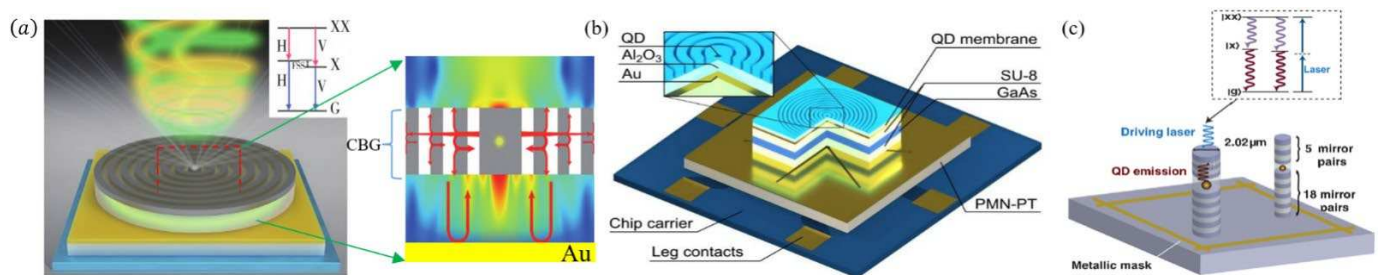 (a)
XX
H
V
FSS
X
H
V
G
CBG
Au
(b)
QD
Al₂O₃
Au
QD membrane
SU-8
GaAs
PMN-PT
Chip carrier
Leg contacts
(c)
|xx⟩
|x⟩
Laser
|g⟩
Driving laser
2.02μm
5 mirror
pairs
QD emission
18 mirror
pairs
Metallic mask